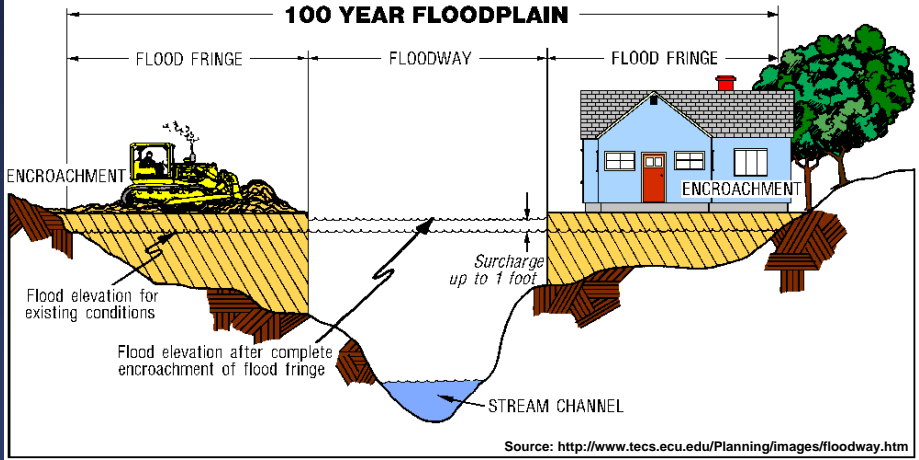 100 YEAR FLOODPLAIN
FLOOD FRINGE
FLOODWAY
FLOOD FRINGE
ENCROACHMENT
ENCROACHMENT
Surcharge
up to 1 foot
Flood elevation for
existing conditions
Flood elevation after complete
encroachment of flood fringe
STREAM CHANNEL
Source: http://www.tecs.ecu.edu/Planning/images/floodway.htm